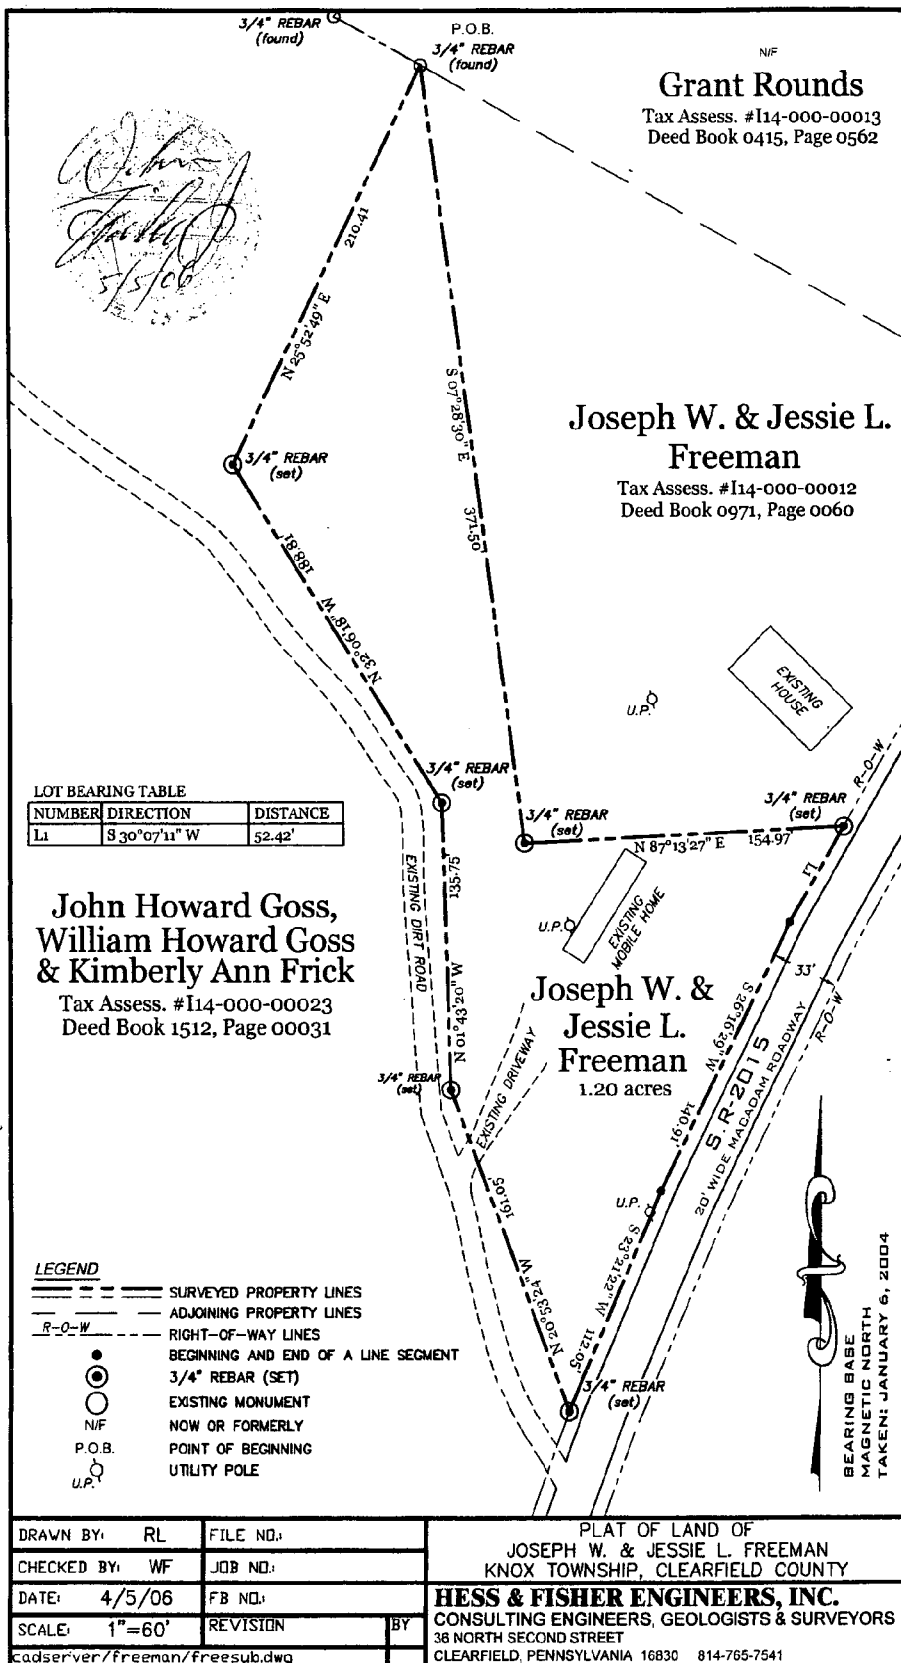 3/4" REBAR
(found)
P.O.B.
3/4" REBAR
(found)
N/F
Grant Rounds
Tax Assess. #I14-000-00013
Deed Book 0415, Page 0562
5/5/06
210.41
N 25°52'49" E
S 07°28'30" E
371.50'
Joseph W. & Jessie L.
Freeman
Tax Assess. #I14-000-00012
Deed Book 0971, Page 0060
3/4" REBAR
(set)
188.81'
N 32°06'18" W
EXISTING
HOUSE
U.P.
R-O-W
3/4" REBAR
(set)
3/4" REBAR
(set)
3/4" REBAR
(set)
N 87°13'27" E
154.97'
LOT BEARING TABLE
NUMBER DIRECTION DISTANCE
L1 S 30°07'11" W 52.42'
L1
135.75'
N 01°43'20" W
EXISTING DIRT ROAD
U.P.
EXISTING
MOBILE HOME
33'
R-O-W
John Howard Goss,
William Howard Goss
& Kimberly Ann Frick
Tax Assess. #I14-000-00023
Deed Book 1512, Page 00031
Joseph W. &
Jessie L.
Freeman
1.20 acres
S 26°16'29" W
140.91'
S.R-2015
20' WIDE MACADAM ROADWAY
3/4" REBAR
(set)
EXISTING DRIVEWAY
161.05'
N 20°53'24" W
U.P.
S 23°21'22" W
112.05'
3/4" REBAR
(set)
BEARING BASE
MAGNETIC NORTH
TAKEN: JANUARY 6, 2004
LEGEND
SURVEYED PROPERTY LINES
ADJOINING PROPERTY LINES
R-O-W RIGHT-OF-WAY LINES
BEGINNING AND END OF A LINE SEGMENT
3/4" REBAR (SET)
EXISTING MONUMENT
N/F NOW OR FORMERLY
P.O.B. POINT OF BEGINNING
U.P. UTILITY POLE
DRAWN BY: RL FILE NO.:
CHECKED BY: WF JOB NO.:
DATE: 4/5/06 FB NO.:
SCALE: 1"=60' REVISION BY
cadserver/freeman/freesub.dwg
PLAT OF LAND OF
JOSEPH W. & JESSIE L. FREEMAN
KNOX TOWNSHIP, CLEARFIELD COUNTY
HESS & FISHER ENGINEERS, INC.
CONSULTING ENGINEERS, GEOLOGISTS & SURVEYORS
36 NORTH SECOND STREET
CLEARFIELD, PENNSYLVANIA 16830 814-765-7541